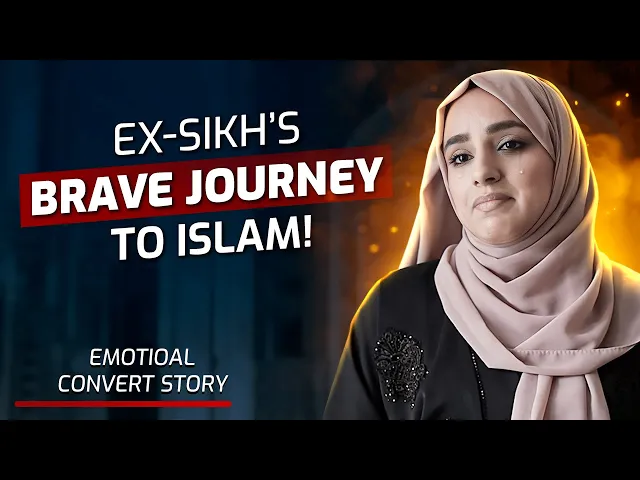 EX-SIKH'S
BRAVE JOURNEY
TO ISLAM!
EMOTIOAL
CONVERT STORY